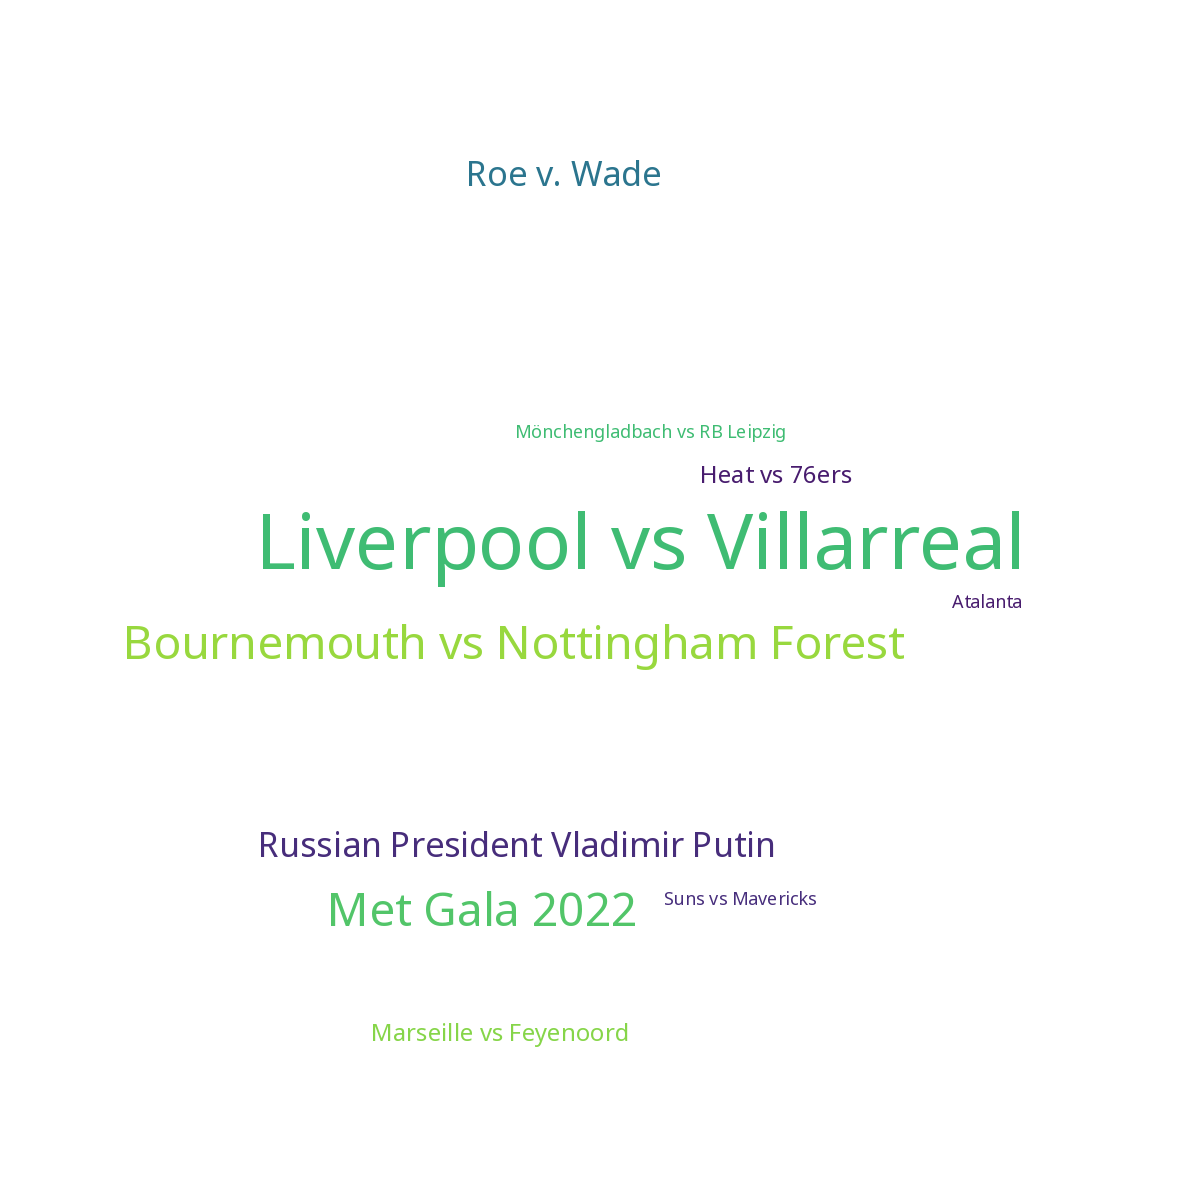 Roe v. Wade
Mönchengladbach vs RB Leipzig
Heat vs 76ers
Liverpool vs Villarreal
Atalanta
Bournemouth vs Nottingham Forest
Russian President Vladimir Putin
Met Gala 2022
Suns vs Mavericks
Marseille vs Feyenoord